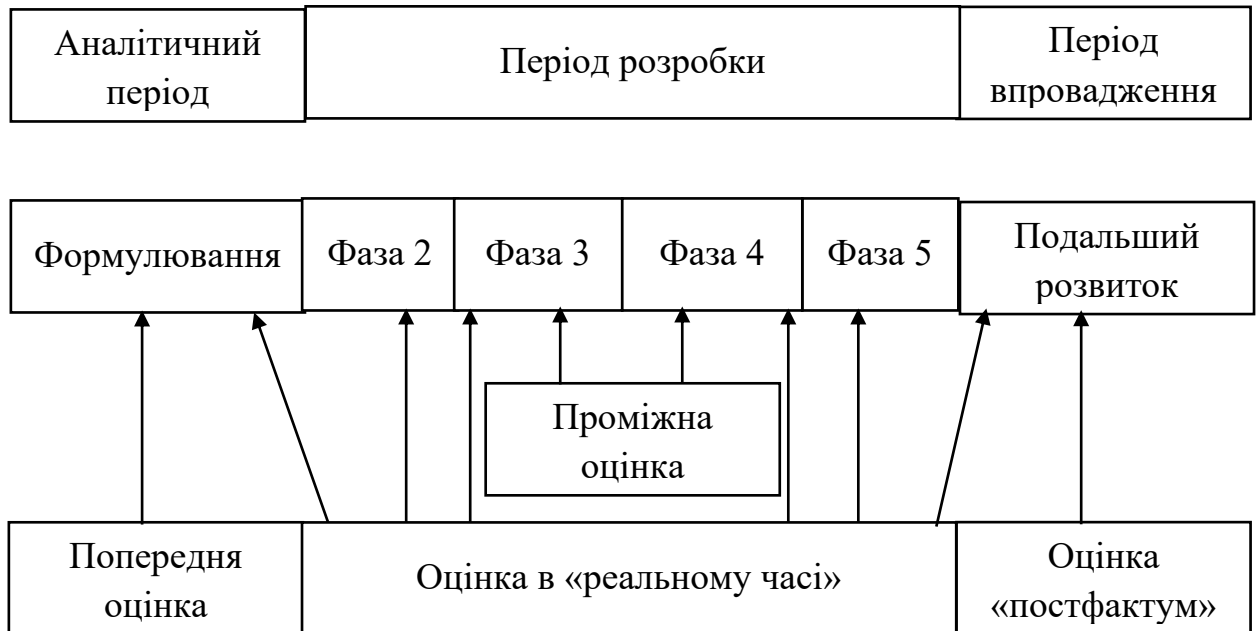 Аналітичний
період
Період розробки
Період
впровадження
Формулювання
Фаза 2
Фаза 3
Фаза 4
Фаза 5
Подальший
розвиток
Проміжна
оцінка
Попередня
оцінка
Оцінка в «реальному часі»
Оцінка
«постфактум»